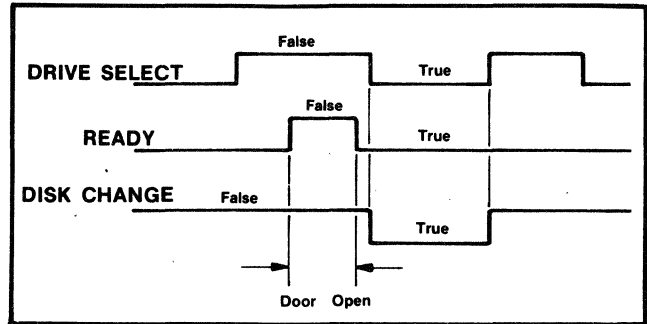 False
DRIVE SELECT
True
False
READY
True
DISK CHANGE
False
True
Door Open